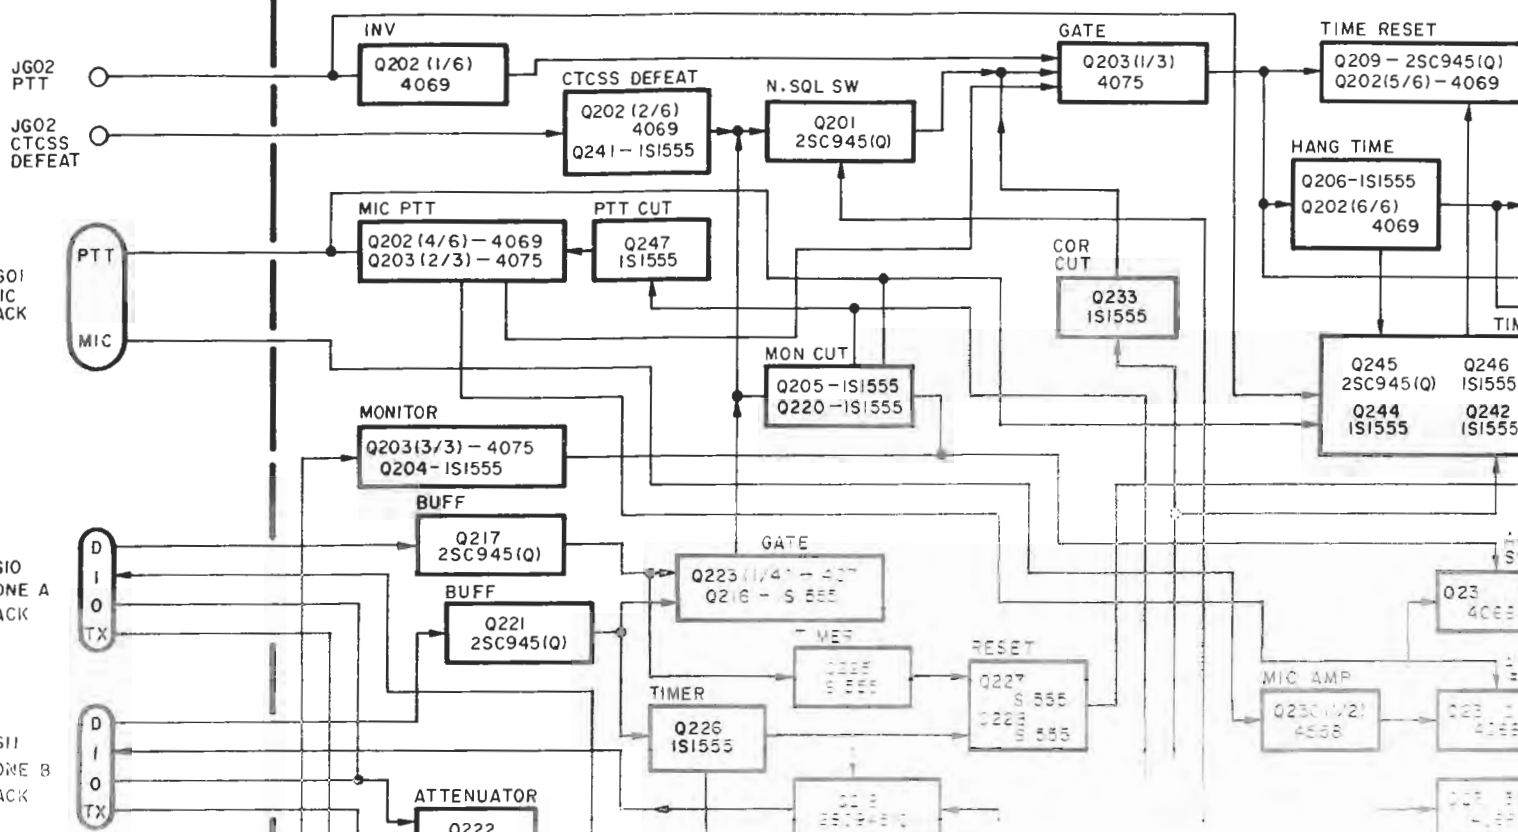 INV
GATE
TIME RESET
JG02
PTT
Q202 (1/6)
4069
CTCSS DEFEAT
N.SQL SW
Q203(1/3)
4075
Q209-2SC945(Q)
Q202(5/6)-4069
JG02
CTCSS
DEFEAT
Q202 (2/6)
4069
Q241-1S1555
Q201
2SC945(Q)
HANG TIME
Q206-1S1555
Q202(6/6)
4069
MIC PTT
PTT CUT
PTT
Q202(4/6)-4069
Q203(2/3)-4075
Q247
1S1555
COR
CUT
Q233
1S1555
MIC
MON CUT
Q205-1S1555
Q220-1S1555
Q245
2SC945(Q)
Q246
1S1555
Q244
1S1555
Q242
1S1555
MONITOR
Q203(3/3)-4075
Q204-1S1555
BUFF
Q217
2SC945(Q)
GATE
D
I
O
TX
BUFF
Q221
2SC945(Q)
RESET
Q227
TIMER
Q226
1S1555
MIC AMP
D
I
O
TX
ATTENUATOR
Q222